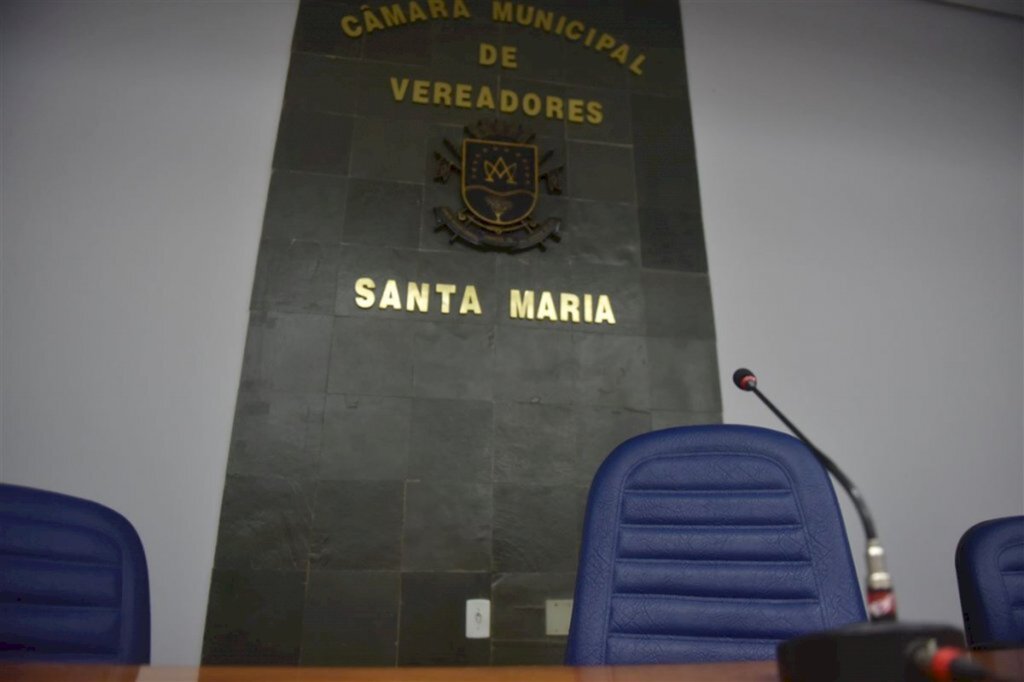 CÂMARA MUNICIPAL
DE
VEREADORES
SANTA MARIA